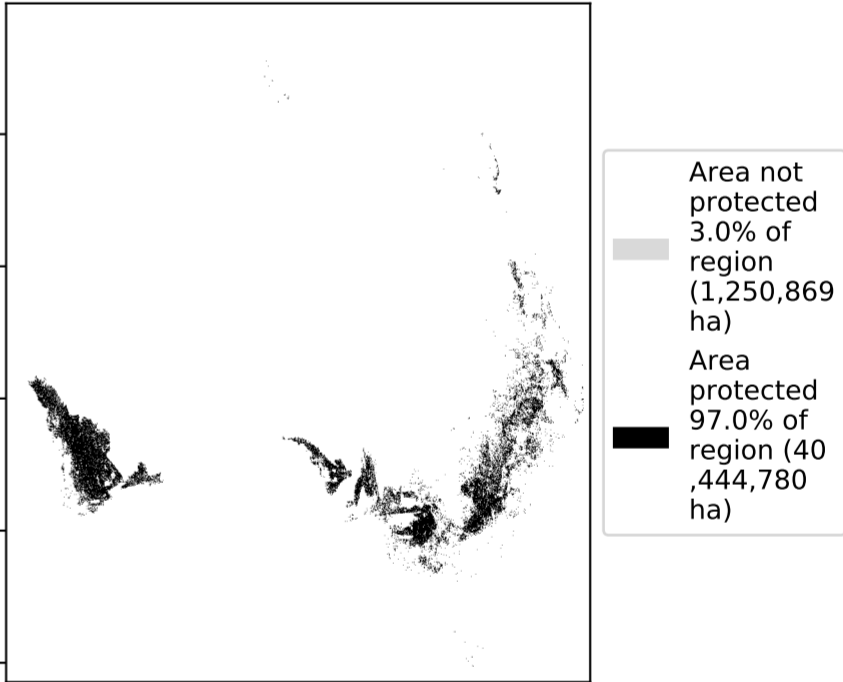 Area not
protected
3.0% of
region
(1,250,869
ha)
Area
protected
97.0% of
region (40
,444,780
ha)